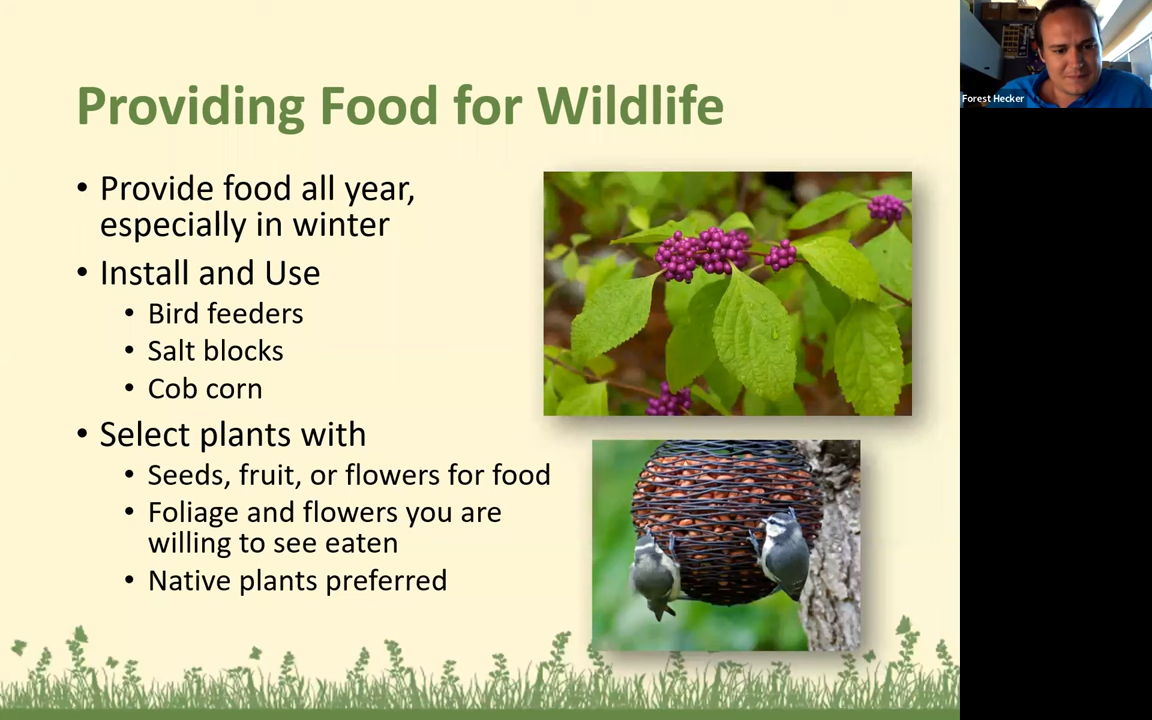 Providing Food for Wildlife
• Provide food all year,
especially in winter
• Install and Use
• Bird feeders
• Salt blocks
• Cob corn
• Select plants with
• Seeds, fruit, or flowers for food
• Foliage and flowers you are
willing to see eaten
• Native plants preferred
Forest Hecker